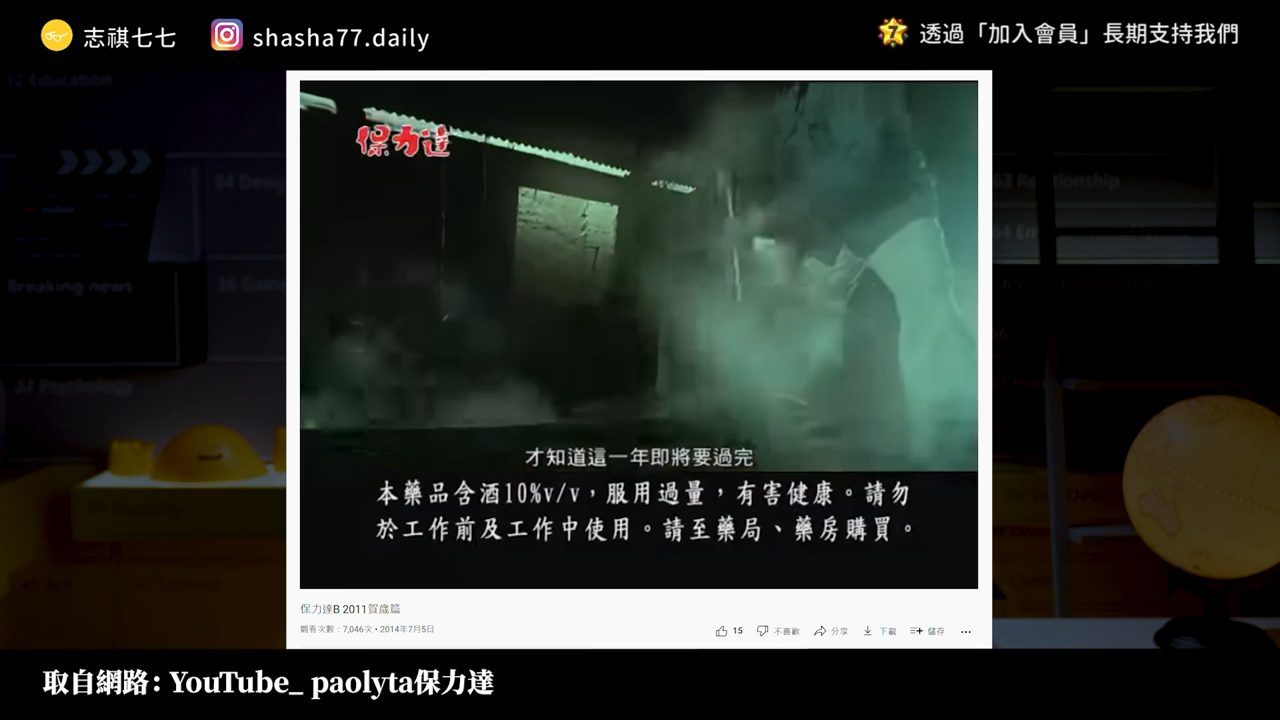 志祺七七 shasha77.daily 透過「加入會員」長期支持我們
保力達
才知道這一年即將要過完
本藥品含酒10%v/v，服用過量，有害健康。請勿
於工作前及工作中使用。請至藥局、藥房購買。
保力達B 2011賀歲篇
觀看次數：7,046次 • 2014年7月5日 15 不喜歡 分享 下載 儲存
取自網路：YouTube_ paolyta保力達
Breaking news